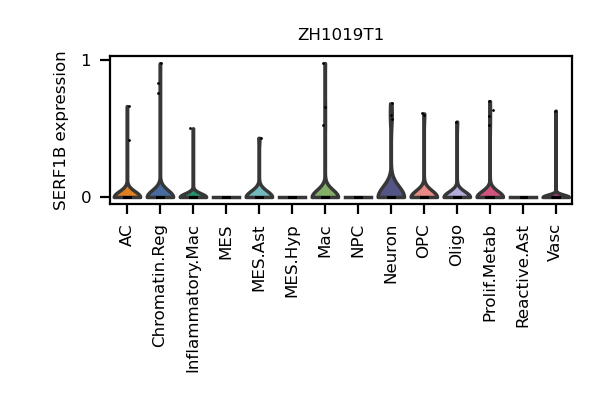 ZH1019T1
SERF1B expression
1
0
AC
Chromatin.Reg
Inflammatory.Mac
MES
MES.Ast
MES.Hyp
Mac
NPC
Neuron
OPC
Oligo
Prolif.Metab
Reactive.Ast
Vasc